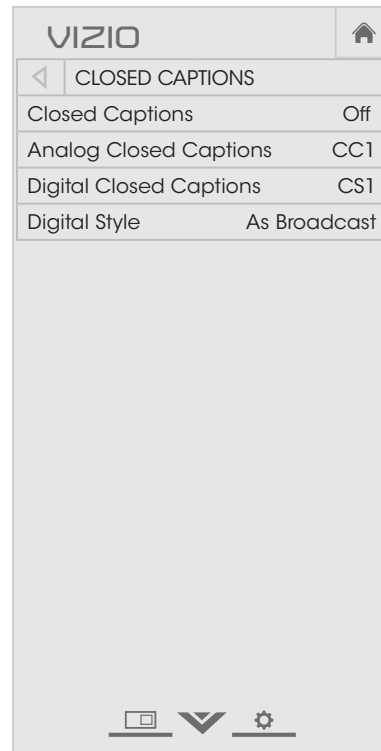 VIZIO
CLOSED CAPTIONS
Closed Captions Off
Analog Closed Captions CC1
Digital Closed Captions CS1
Digital Style As Broadcast